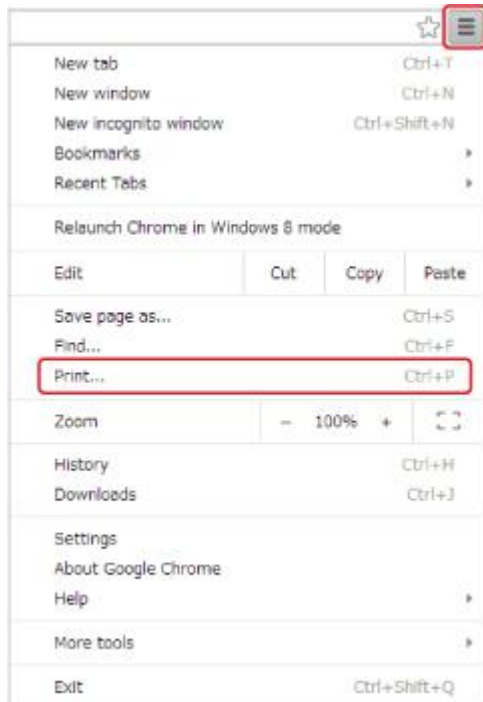 New tab Ctrl+T
New window Ctrl+N
New incognito window Ctrl+Shift+N
Bookmarks
Recent Tabs
Relaunch Chrome in Windows 8 mode
Edit Cut Copy Paste
Save page as... Ctrl+S
Find... Ctrl+F
Print... Ctrl+P
Zoom - 100% +
History Ctrl+H
Downloads Ctrl+J
Settings
About Google Chrome
Help
More tools
Exit Ctrl+Shift+Q